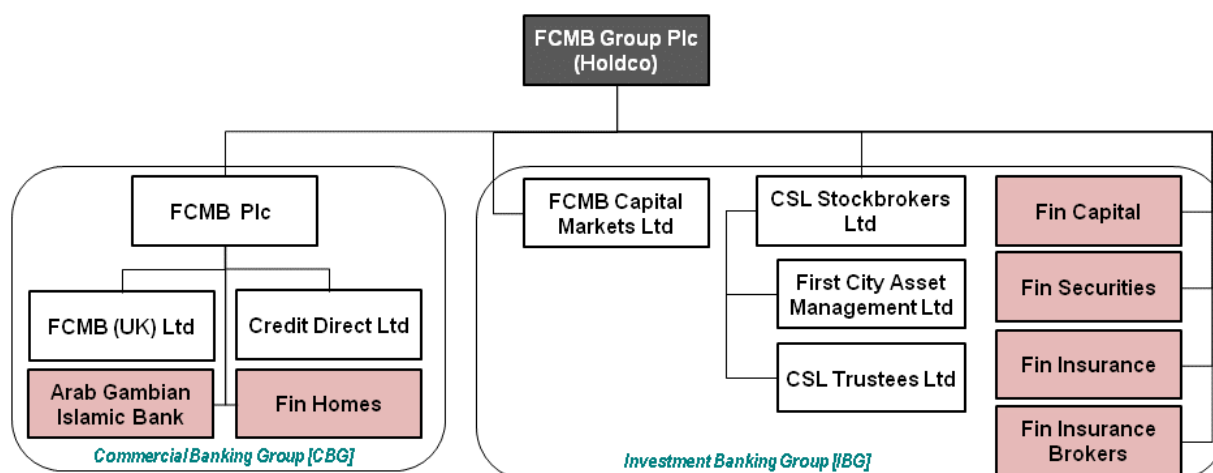 FCMB Group Plc
(Holdco)
FCMB Plc
FCMB (UK) Ltd
Credit Direct Ltd
Arab Gambian
Islamic Bank
Fin Homes
Commercial Banking Group [CBG]
FCMB Capital
Markets Ltd
CSL Stockbrokers
Ltd
First City Asset
Management Ltd
CSL Trustees Ltd
Fin Capital
Fin Securities
Fin Insurance
Fin Insurance
Brokers
Investment Banking Group [IBG]